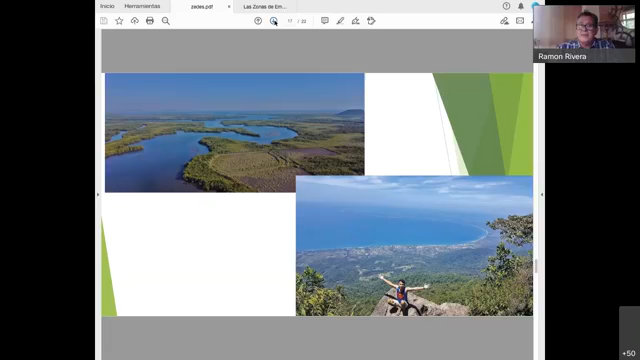 Inicio
Herramientas
zedes.pdf
Las Zonas de Em...
17 / 22
Ramon Rivera
+50